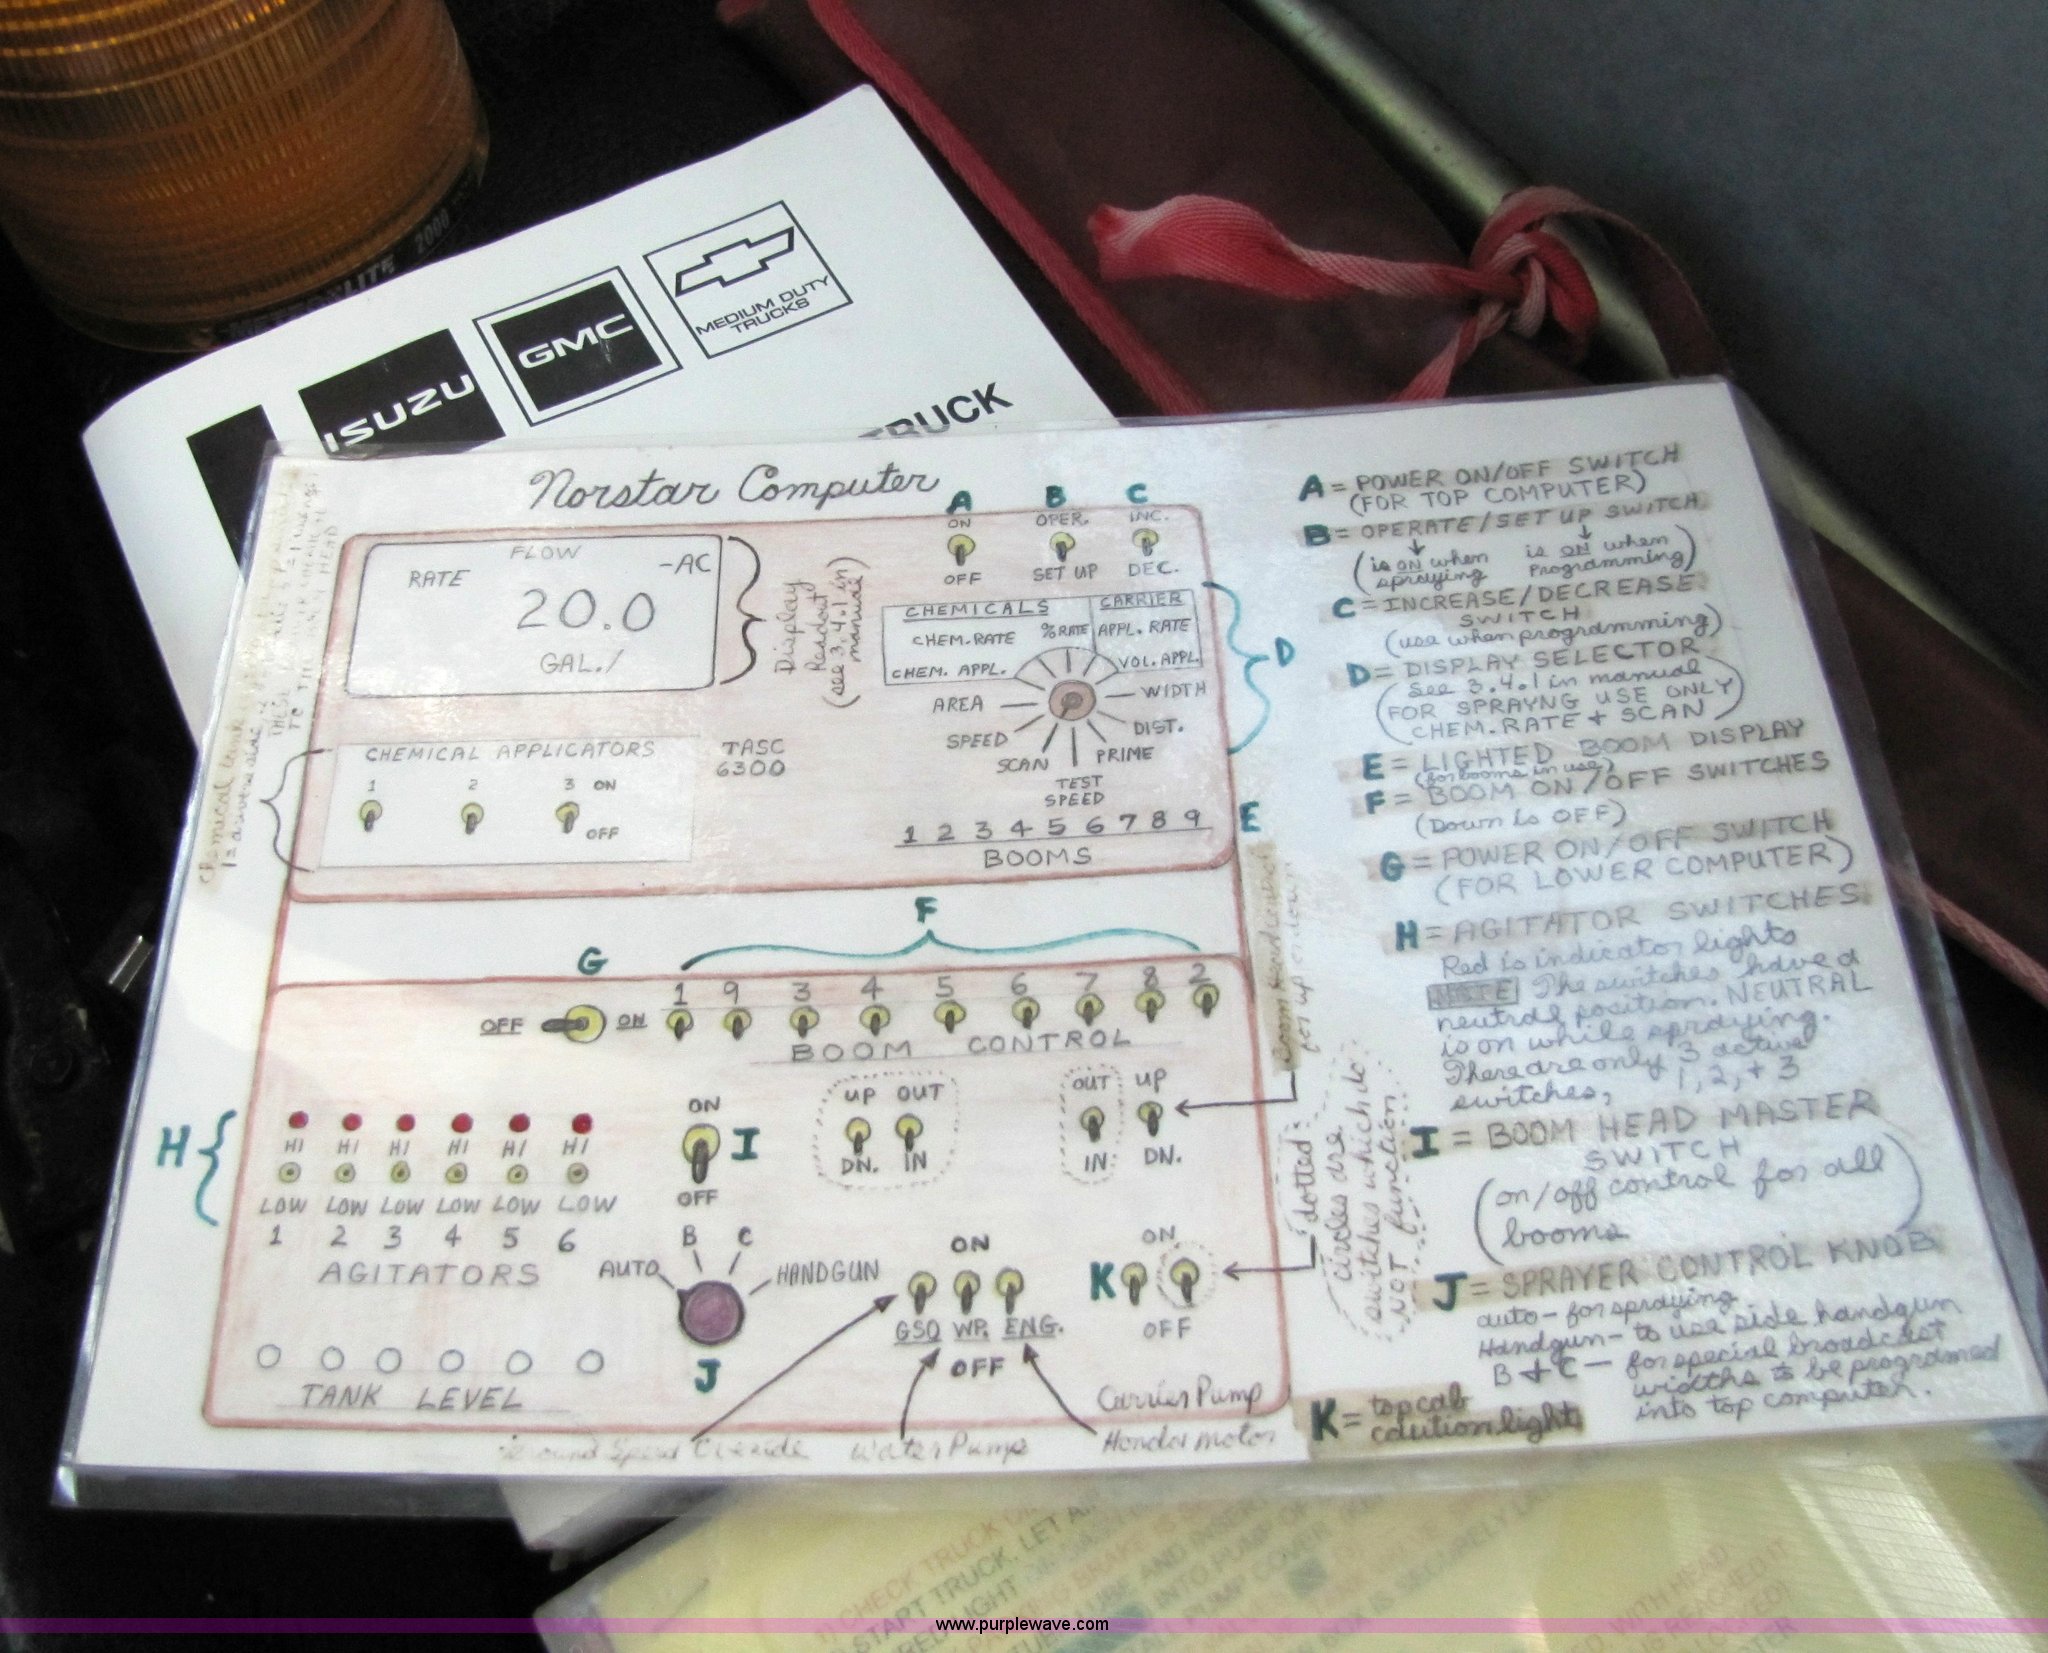 2000
ISUZU
GMC
MEDIUM DUTY
TRUCKS
TRUCK
Norstar Computer
A
B
C
ON
OPER.
INC.
OFF
SET UP
DEC.
FLOW
RATE
-AC
20.0
GAL./
Display
Readout
(see 3.4.1 in
manual)
CHEMICALS
CARRIER
CHEM.RATE
%RATE
APPL. RATE
CHEM. APPL.
VOL. APPL.
AREA
WIDTH
SPEED
DIST.
SCAN
PRIME
TEST
SPEED
D
CHEMICAL APPLICATORS
1 2 3 ON
OFF
TASC
6300
1 2 3 4 5 6 7 8 9
BOOMS
E
F
G
OFF
ON
1 9 3 4 5 6 7 8 2
BOOM CONTROL
H
HI HI HI HI HI HI
LOW LOW LOW LOW LOW LOW
1 2 3 4 5 6
AGITATORS
ON
I
OFF
UP OUT
DN. IN
OUT UP
IN DN.
AUTO
B
C
HANDGUN
J
ON
GSO WP. ENG.
OFF
ON
K
OFF
TANK LEVEL
Ground Speed Override
Water Pump
Carrier Pump
Honda Motor
dotted
circles are
switches which do
NOT function
A = POWER ON/OFF SWITCH
(FOR TOP COMPUTER)
B = OPERATE/SET UP SWITCH
(is ON when spraying
is ON when Programming)
C = INCREASE/DECREASE
SWITCH
(use when programming)
D = DISPLAY SELECTOR
See 3.4.1 in manual
(FOR SPRAYNG USE ONLY
CHEM.RATE + SCAN)
E = LIGHTED BOOM DISPLAY
(for booms in use)
F = BOOM ON/OFF SWITCHES
(Down is OFF)
G = POWER ON/OFF SWITCH
(FOR LOWER COMPUTER)
H = AGITATOR SWITCHES
Red is indicator lights
NOTE The switches have a
neutral position. NEUTRAL
is on while spraying.
There are only 3 active
switches, 1, 2, + 3
I = BOOM HEAD MASTER
SWITCH
(on/off control for all
booms)
J = SPRAYER CONTROL KNOB
auto - for spraying
Handgun - to use side handgun
B + C - for special broadcast
widths to be programed
into top computer.
K = top cab
caution lights
CHECK TRUCK
START TRUCK, LET
www.purplewave.com